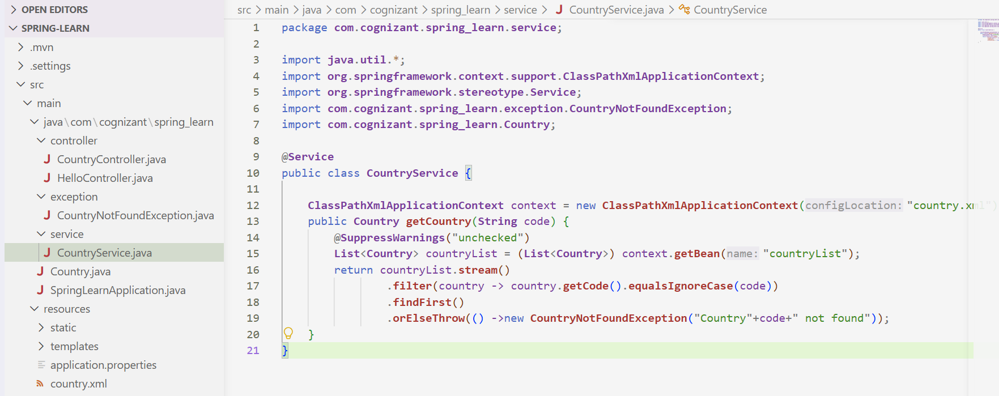 OPEN EDITORS
SPRING-LEARN
.mvn
.settings
src
main
java\com\cognizant\spring_learn
controller
CountryController.java
HelloController.java
exception
CountryNotFoundException.java
service
CountryService.java
Country.java
SpringLearnApplication.java
resources
static
templates
application.properties
country.xml
src > main > java > com > cognizant > spring_learn > service > CountryService.java > CountryService
1 package com.cognizant.spring_learn.service;
2
3 import java.util.*;
4 import org.springframework.context.support.ClassPathXmlApplicationContext;
5 import org.springframework.stereotype.Service;
6 import com.cognizant.spring_learn.exception.CountryNotFoundException;
7 import com.cognizant.spring_learn.Country;
8
9 @Service
10 public class CountryService {
11
12     ClassPathXmlApplicationContext context = new ClassPathXmlApplicationContext(configLocation: "country.xml")
13     public Country getCountry(String code) {
14         @SuppressWarnings("unchecked")
15         List<Country> countryList = (List<Country>) context.getBean(name: "countryList");
16         return countryList.stream()
17                 .filter(country -> country.getCode().equalsIgnoreCase(code))
18                 .findFirst()
19                 .orElseThrow(() ->new CountryNotFoundException("Country"+code+" not found"));
20     }
21 }